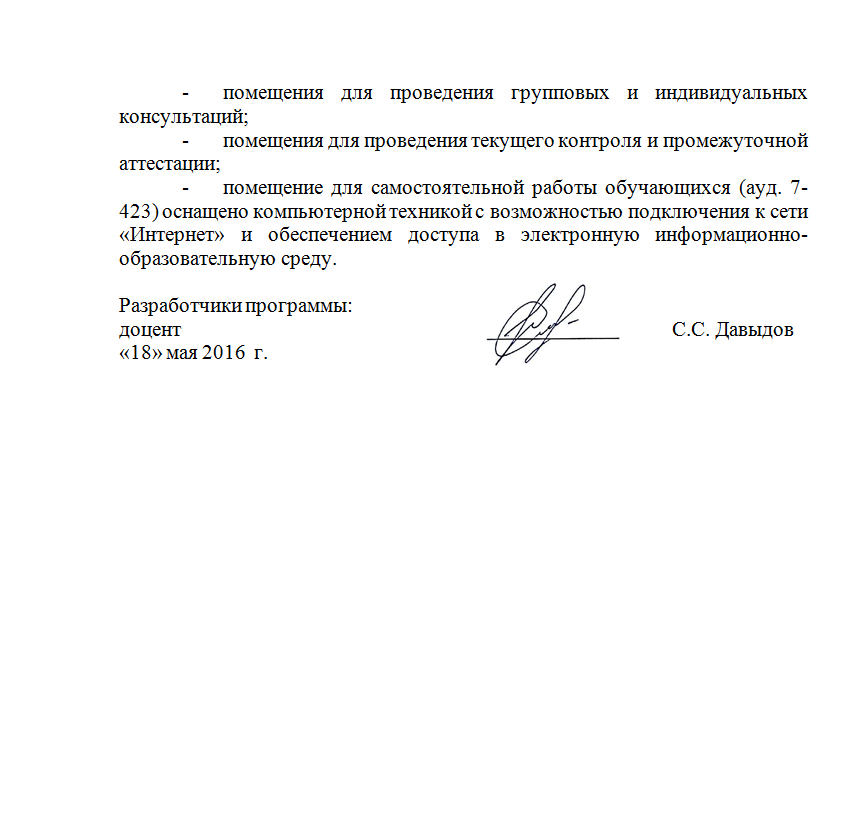 - помещения для проведения групповых и индивидуальных
консультаций;
- помещения для проведения текущего контроля и промежуточной
аттестации;
- помещение для самостоятельной работы обучающихся (ауд. 7-
423) оснащено компьютерной техникой с возможностью подключения к сети
«Интернет» и обеспечением доступа в электронную информационно-
образовательную среду.
Разработчики программы:
доцент С.С. Давыдов
«18» мая 2016 г.